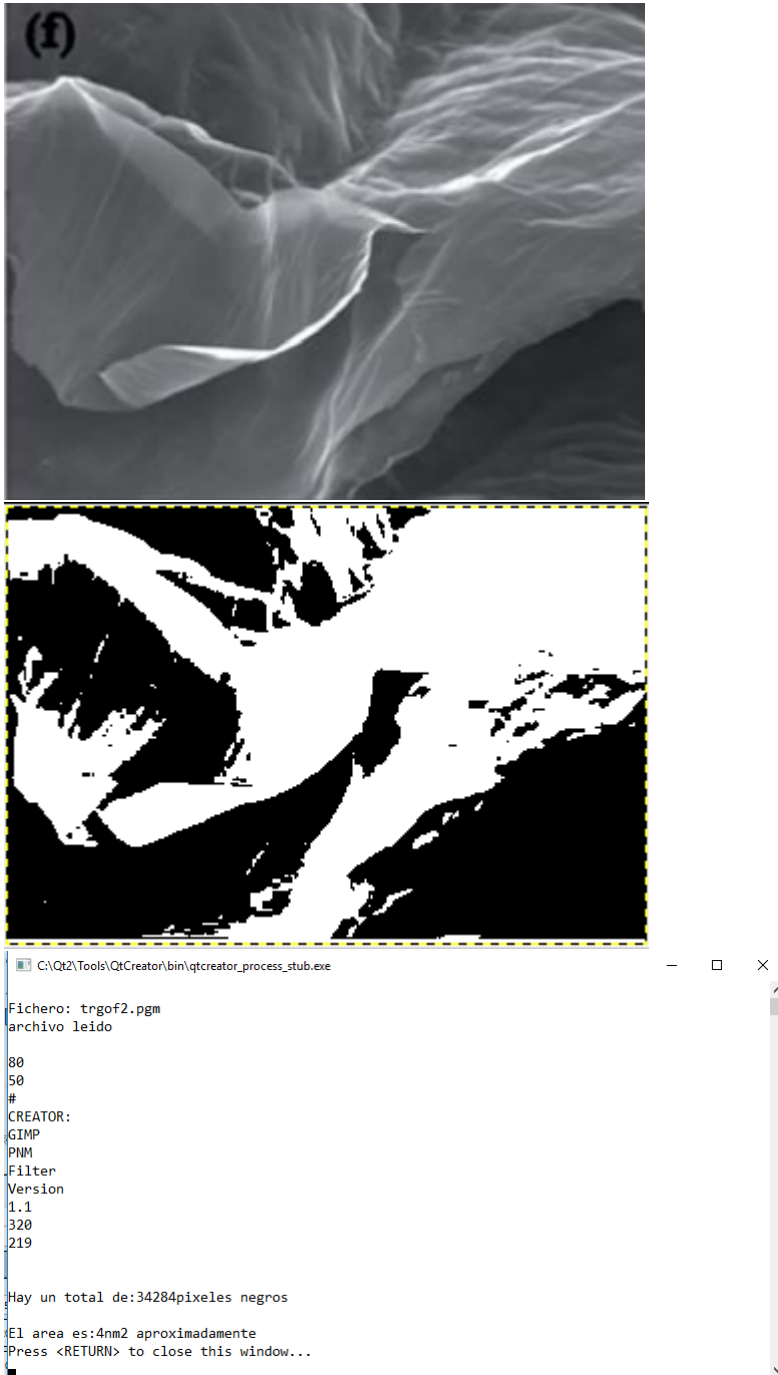 (f)
C:\Qt2\Tools\QtCreator\bin\qtcreator_process_stub.exe
Fichero: trgof2.pgm
archivo leido
80
50
#
CREATOR:
GIMP
PNM
Filter
Version
1.1
320
219
Hay un total de:34284pixeles negros
El area es:4nm2 aproximadamente
Press <RETURN> to close this window...